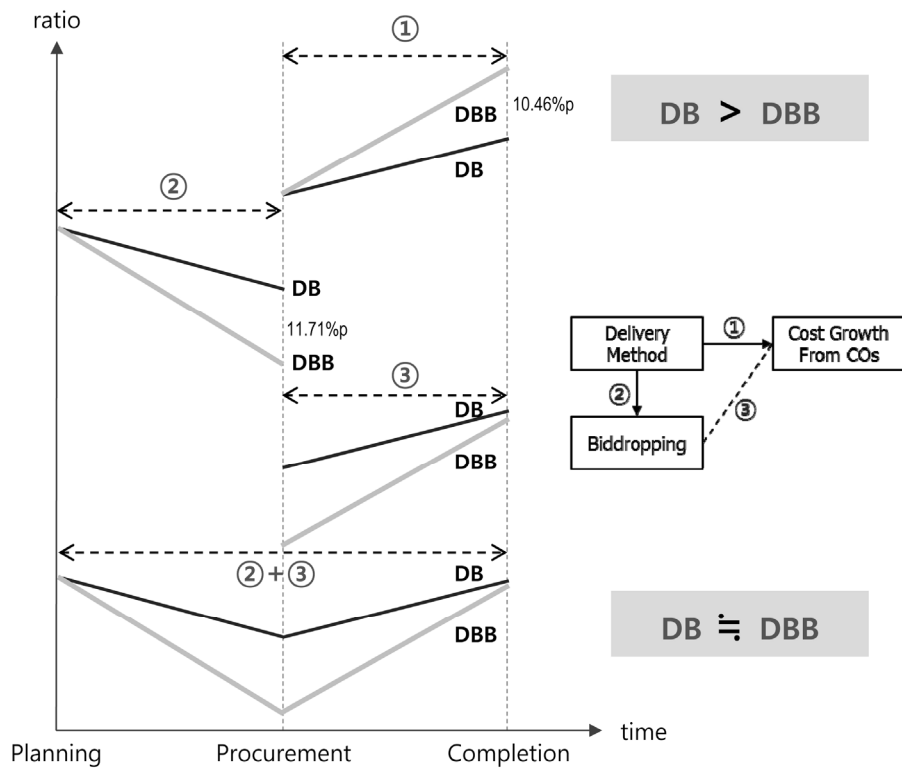 ratio
①
DBB
10.46%p
DB
DB > DBB
②
DB
11.71%p
DBB
Delivery
Method
①
Cost Growth
From COs
②
③
Biddropping
③
DB
DBB
② + ③
DB
DBB
DB ≒ DBB
time
Planning
Procurement
Completion